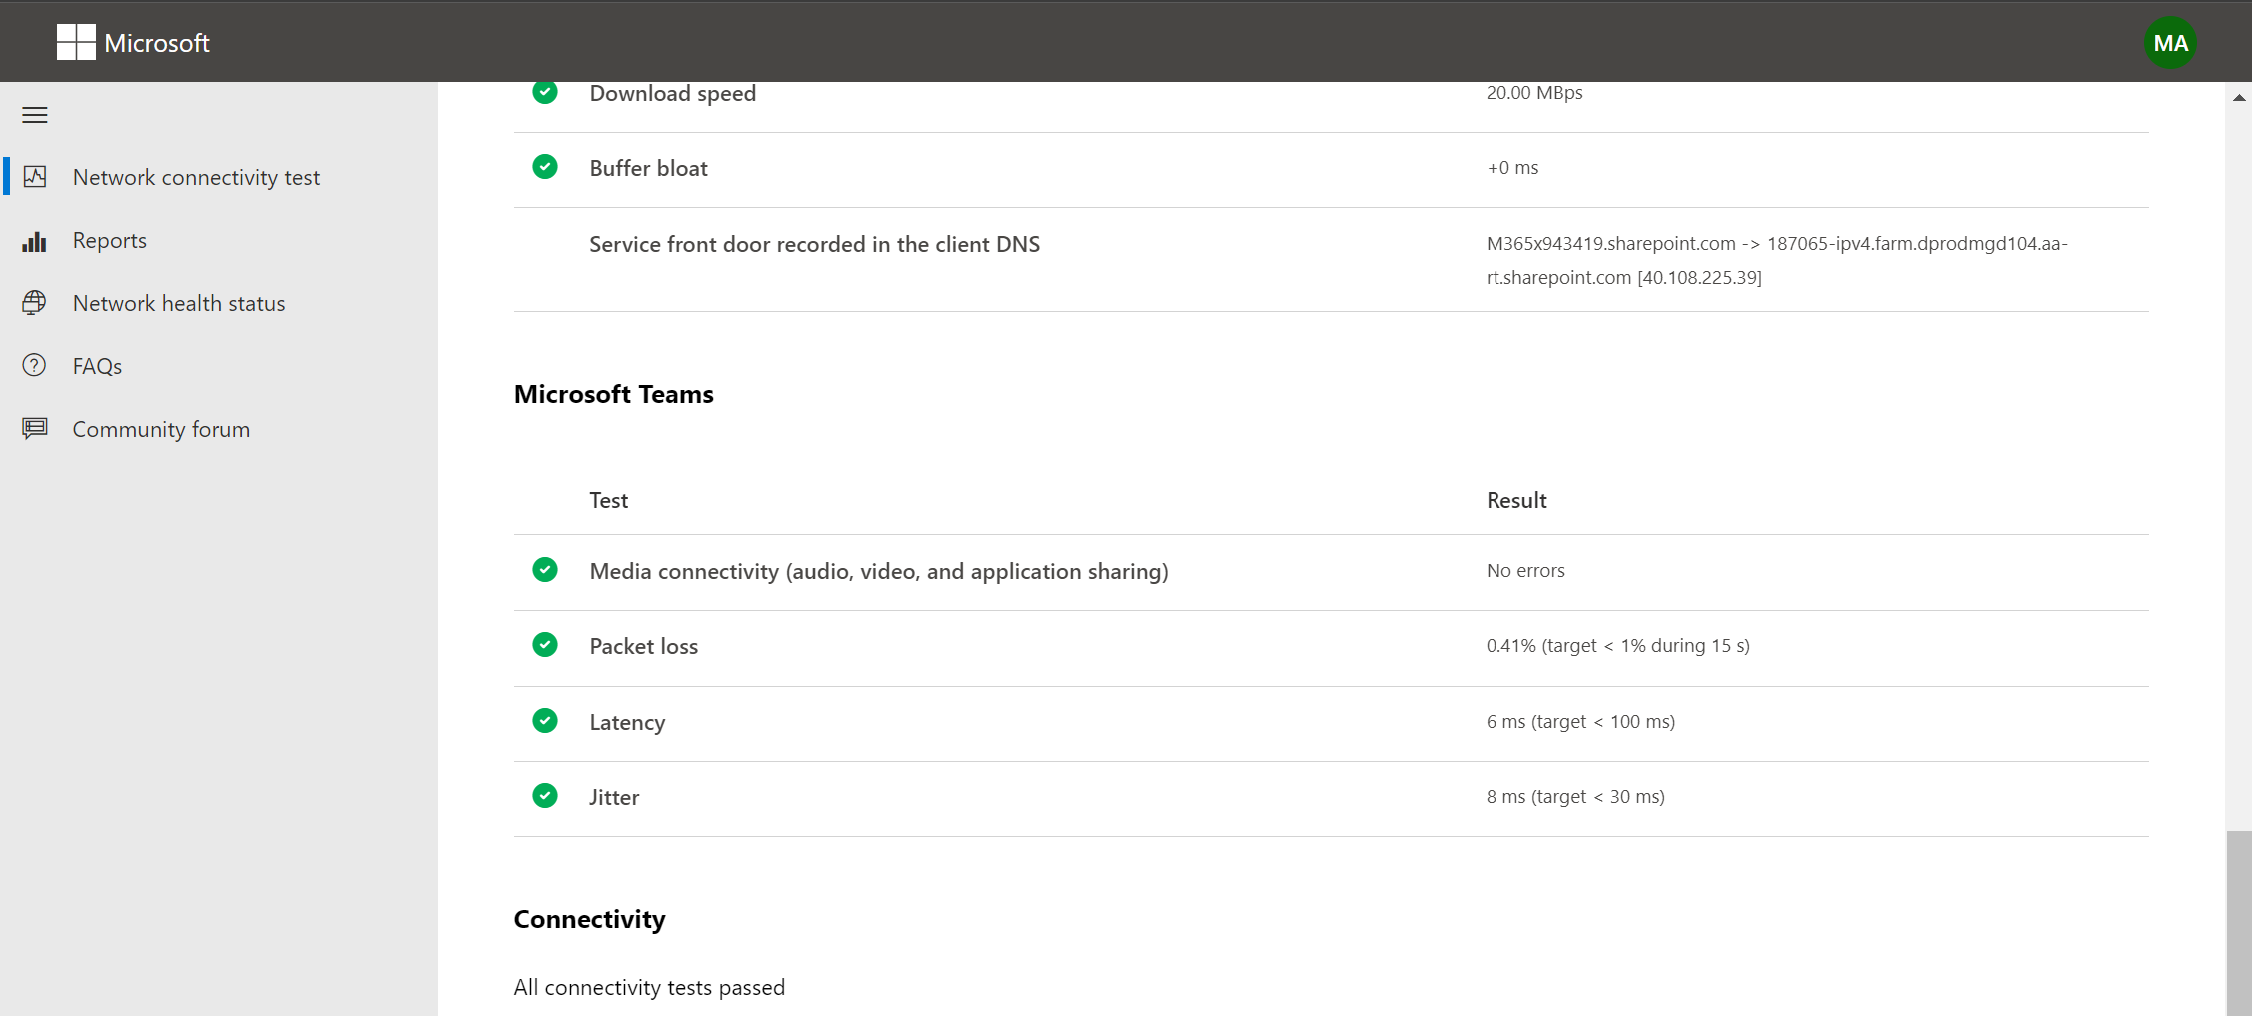 Microsoft
MA
Network connectivity test
Reports
Network health status
FAQs
Community forum
Download speed 20.00 MBps
Buffer bloat +0 ms
Service front door recorded in the client DNS M365x943419.sharepoint.com -> 187065-ipv4.farm.dprodmgd104.aa-
rt.sharepoint.com [40.108.225.39]
Microsoft Teams
Test Result
Media connectivity (audio, video, and application sharing) No errors
Packet loss 0.41% (target < 1% during 15 s)
Latency 6 ms (target < 100 ms)
Jitter 8 ms (target < 30 ms)
Connectivity
All connectivity tests passed